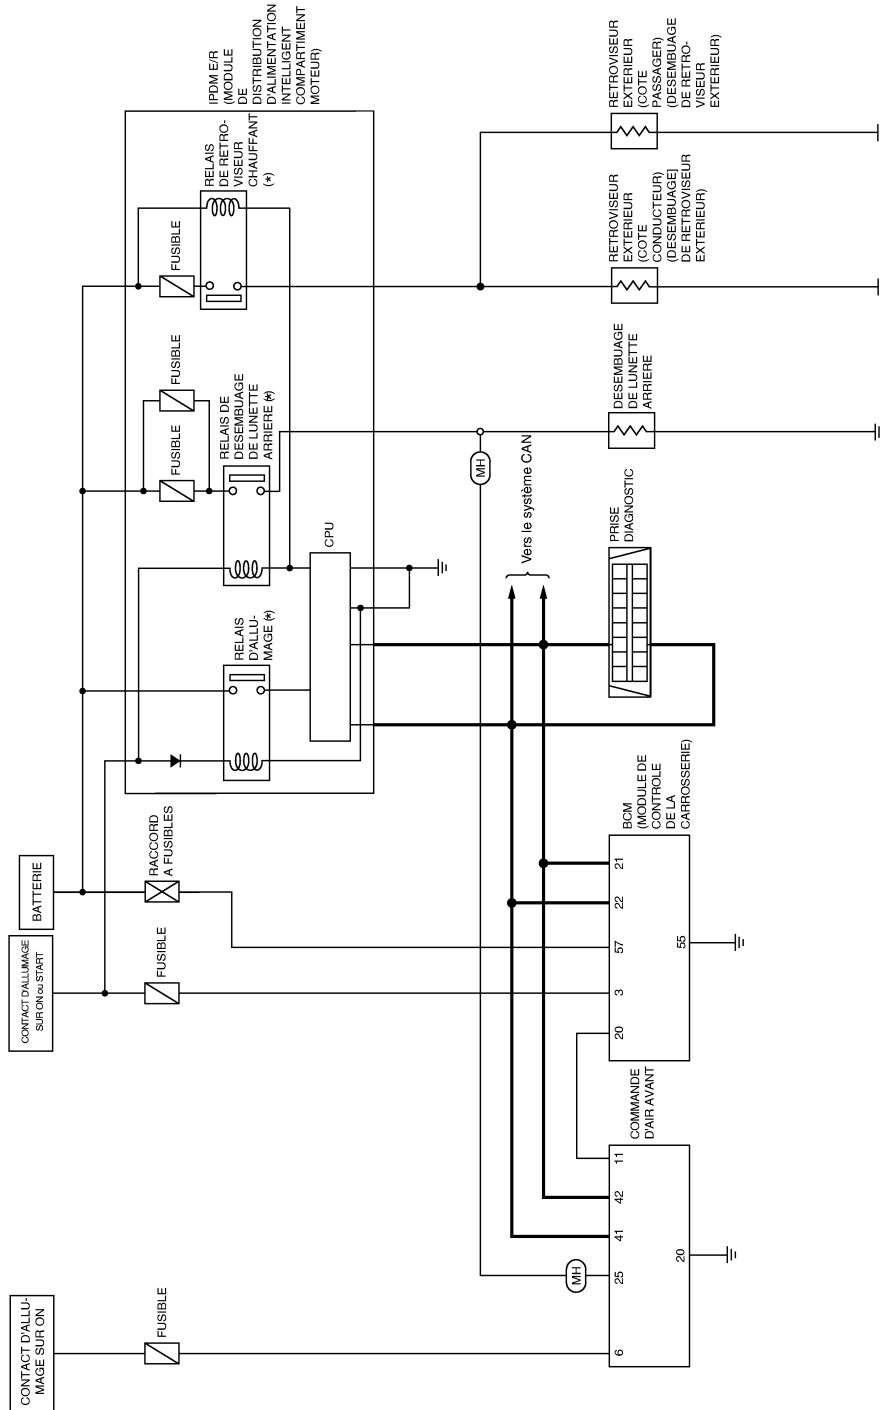 CONTACT D'ALLU-
MAGE SUR ON
CONTACT D'ALLUMAGE
SUR ON ou START
BATTERIE
FUSIBLE
FUSIBLE
RACCORD
A FUSIBLES
IPDM E/R
(MODULE
DE
DISTRIBUTION
D'ALIMENTATION
INTELLIGENT
COMPARTIMENT
MOTEUR)
FUSIBLE
FUSIBLE
FUSIBLE
RELAIS
D'ALLU-
MAGE (*)
RELAIS DE
DESEMBUAGE
DE LUNETTE
ARRIERE (*)
RELAIS
DE RETRO-
VISEUR
CHAUFFANT
(*)
CPU
MH
Vers le système CAN
MH
6
25
41
42
11
20
COMMANDE
D'AIR AVANT
20
3
57
22
21
55
BCM
(MODULE DE
CONTROLE
DE LA
CARROSSERIE)
PRISE
DIAGNOSTIC
DESEMBUAGE
DE LUNETTE
ARRIERE
RETROVISEUR
EXTERIEUR
(COTE
CONDUCTEUR)
(DESEMBUAGE]
DE RETROVISEUR
EXTERIEUR)
RETROVISEUR
EXTERIEUR
(COTE
PASSAGER)
(DESEMBUAGE
DE RETRO-
VISEUR
EXTERIEUR)